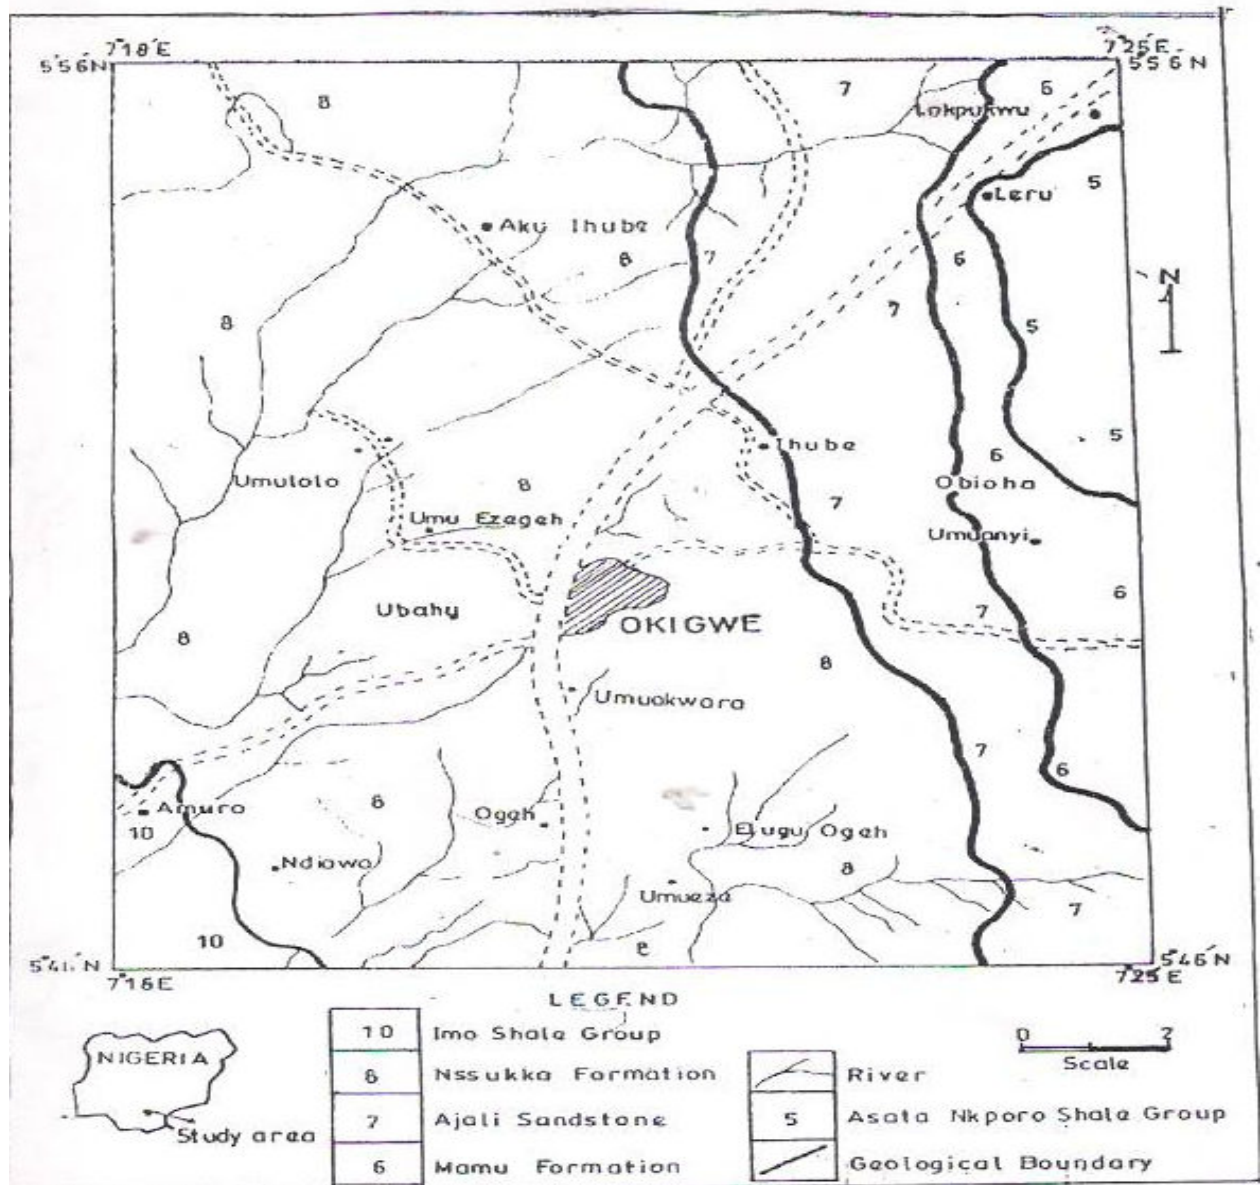 7°18'E
7°25'E
5°56'N
5°56'N
8
7
6
Lokpukwu
5
Leru
Aku Ihube
8
7
6
N
8
7
5
Ihube
5
6
Umulolo
8
7
Obioha
Umu Ezegeh
Umuanyi
Ubahy
OKIGWE
7
6
8
8
Umuokwara
7
6
Amuro
8
Ogeh
Elugu Ogeh
10
Ndiawa
8
Umueze
7
10
8
5°41'N
5°46'N
7°18E
7°25'E
LEGEND
10 Imo Shale Group
8 Nssukka Formation
7 Ajali Sandstone
6 Mamu Formation
River
5 Asata Nkporo Shale Group
Geological Boundary
0 2
Scale
NIGERIA
Study area